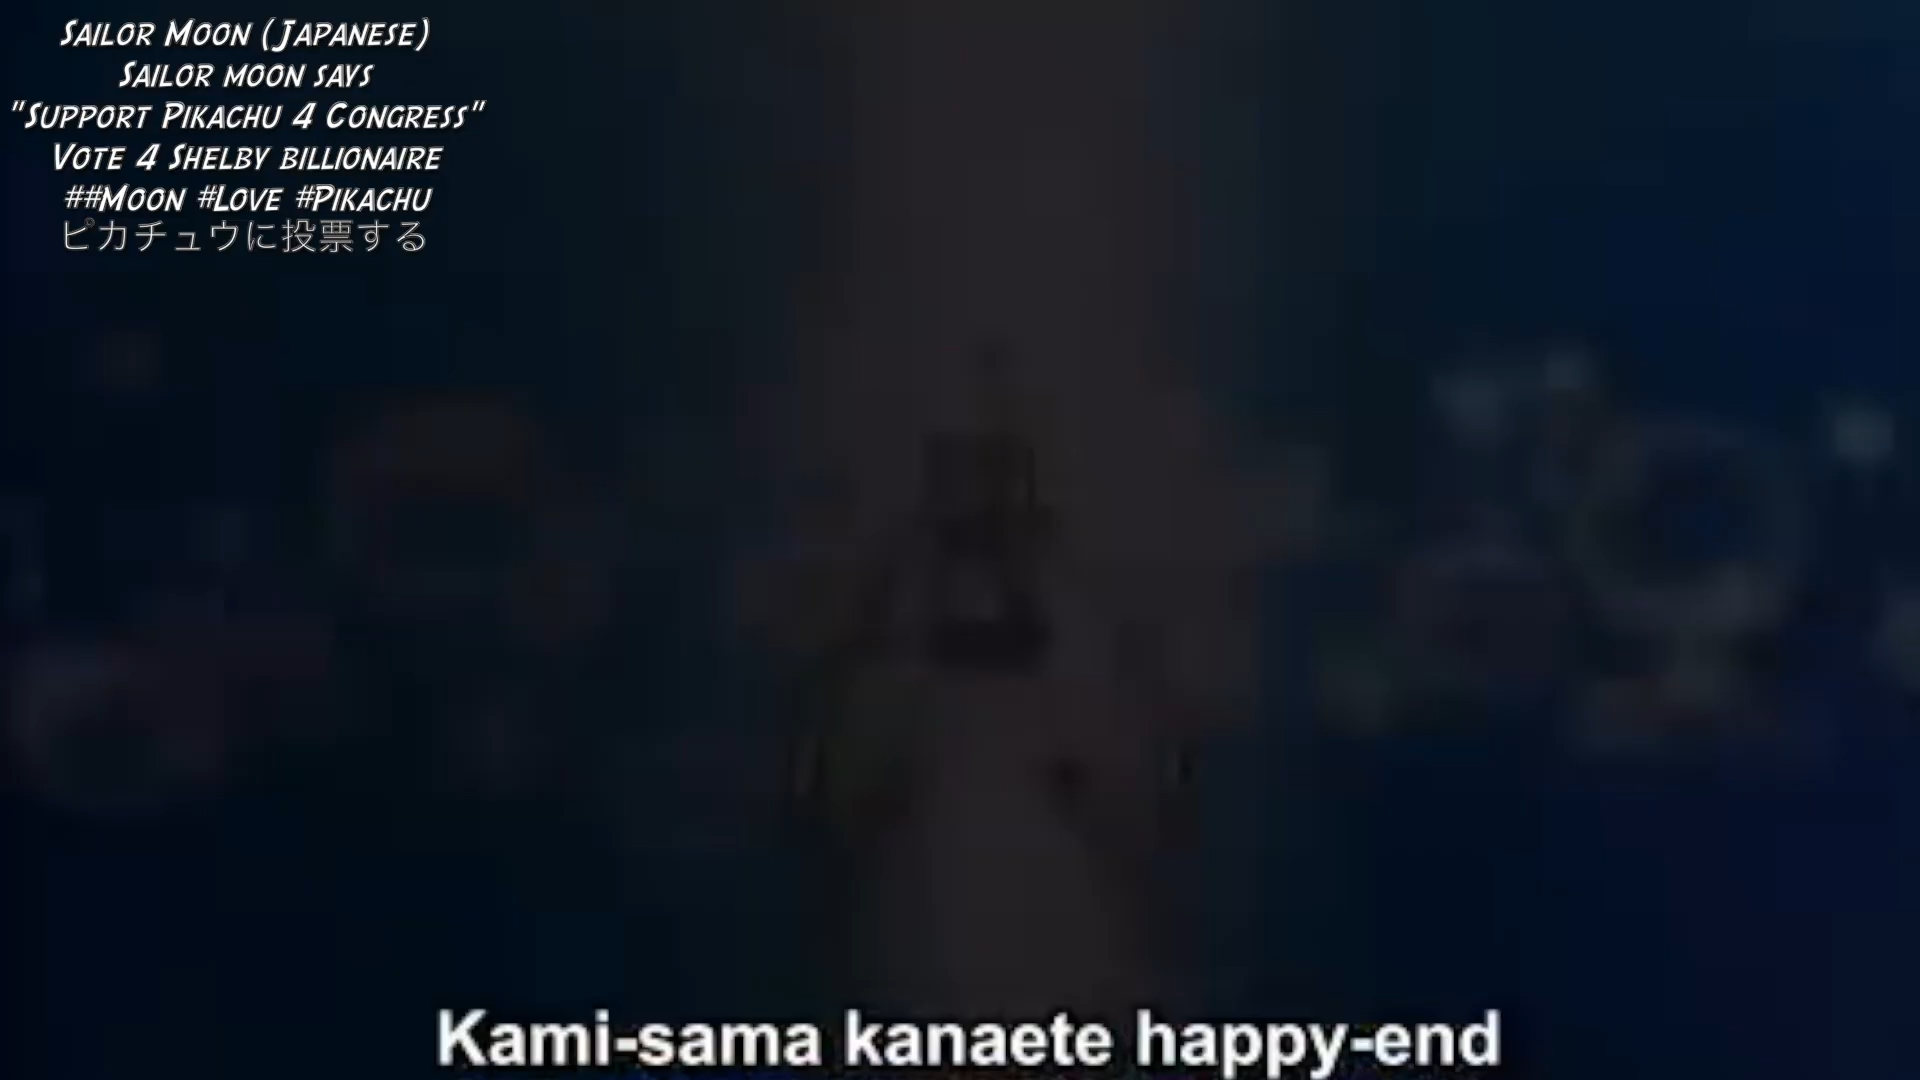 Sailor Moon (Japanese)
Sailor moon says
"Support Pikachu 4 Congress"
Vote 4 Shelby billionaire
##Moon #Love #Pikachu
ピカチュウに投票する
Kami-sama kanaete happy-end